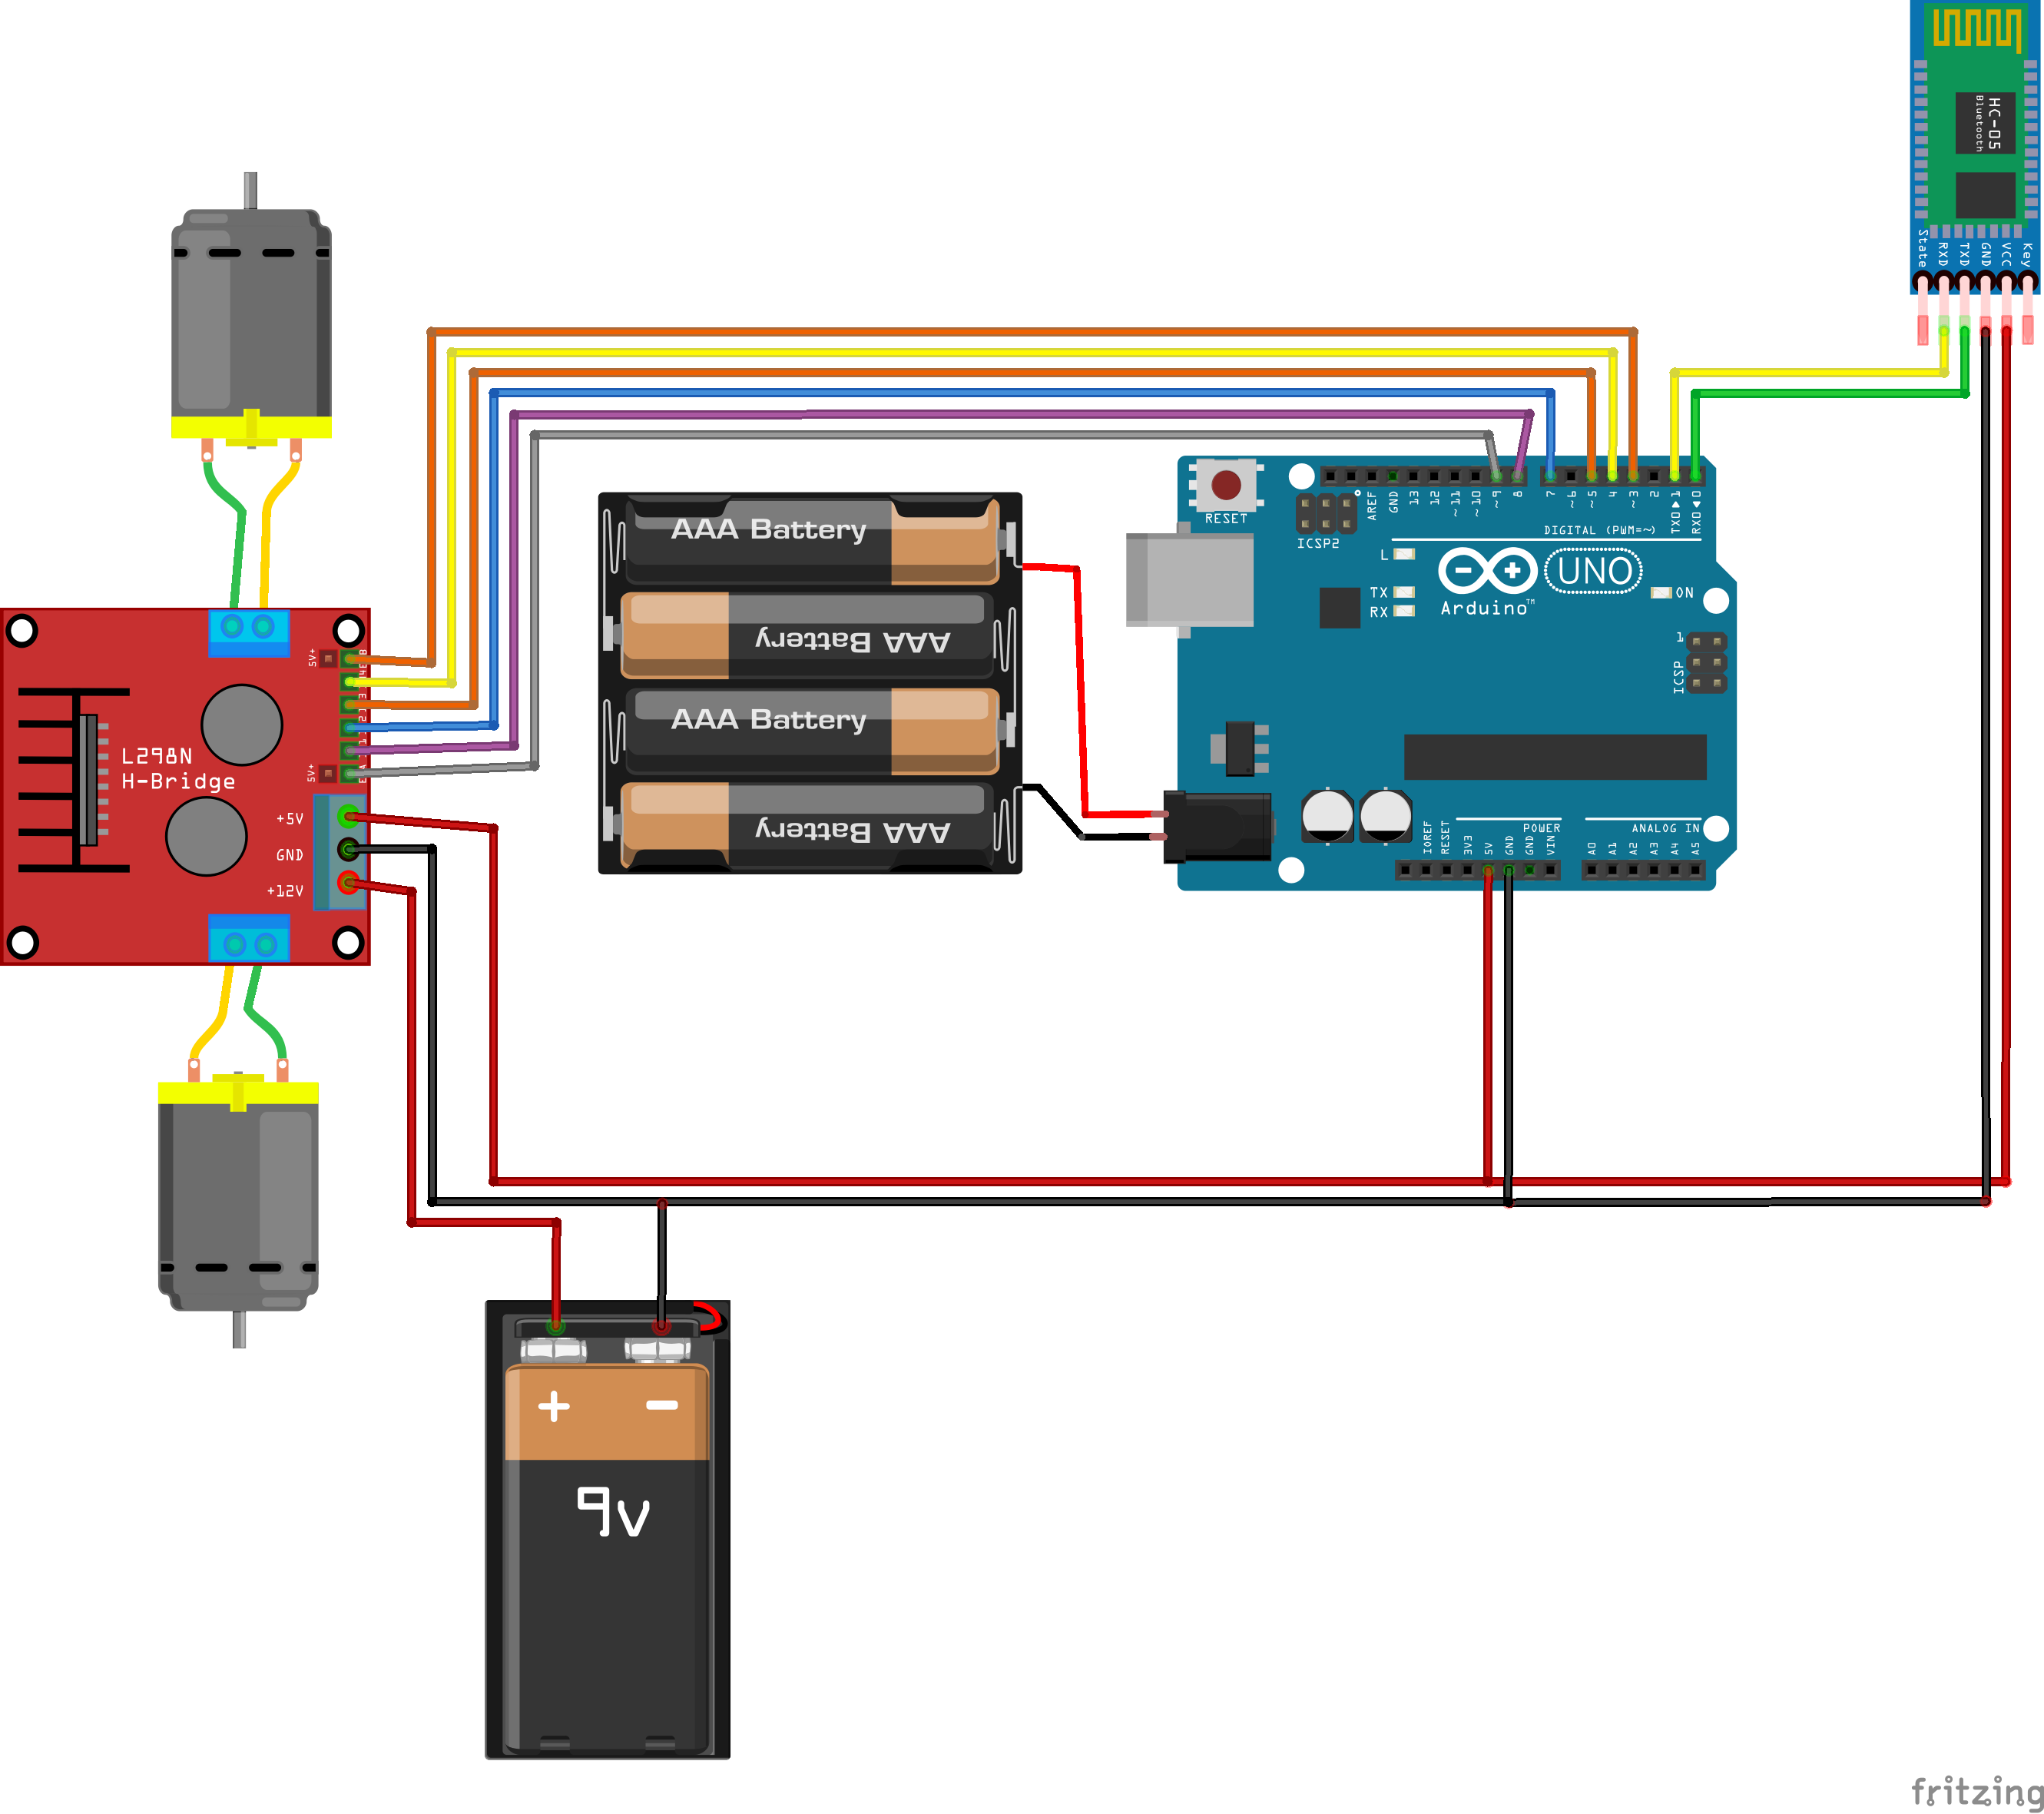 HC-05
Bluetooth
State
RXD
TXD
GND
VCC
Key
AAA Battery
AAA Battery
AAA Battery
AAA Battery
RESET
ICSP2
AREF
GND
13
12
~11
~10
~9
8
7
~6
~5
4
~3
2
TX0 1
RX0 0
DIGITAL (PWM=~)
L
TX
RX
Arduino™
UNO
ON
1
ICSP
IOREF
RESET
3V3
5V
GND
GND
VIN
POWER
ANALOG IN
A0
A1
A2
A3
A4
A5
5V+
5V+
L298N
H-Bridge
+5V
GND
+12V
+ -
9V
fritzing